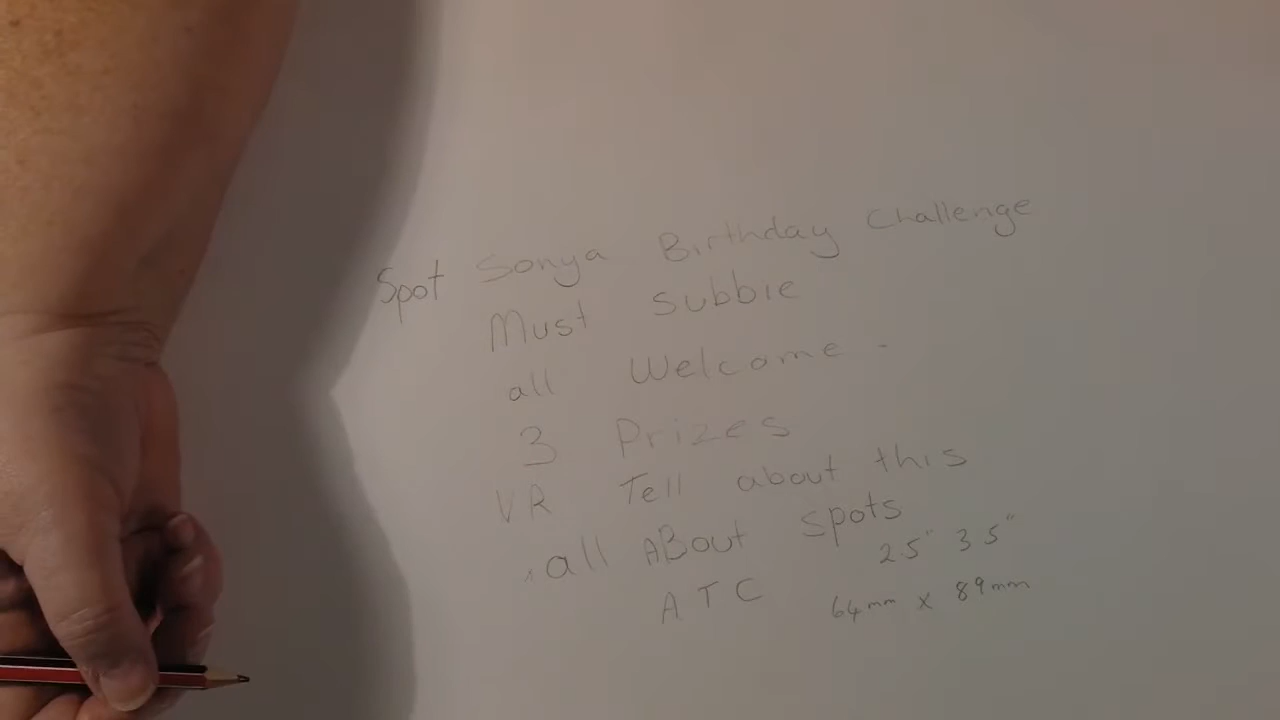 Spot Sonya Birthday Challenge
Must subbie
all Welcome -
3 Prizes
VR Tell about this
all ABout spots
2.5" 3.5"
ATC 64mm x 89mm